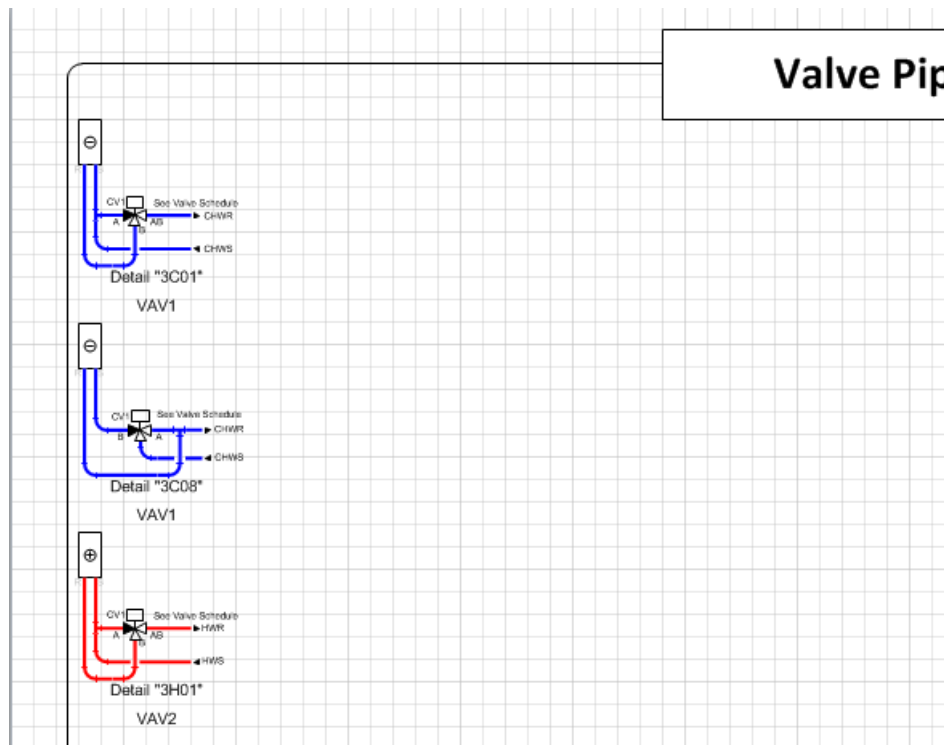 Valve Pip
CV1 See Valve Schedule
CHWR
A AB
B
CHWS
Detail "3C01"
VAV1
CV1 See Valve Schedule
CHWR
B A
CHWS
Detail "3C08"
VAV1
CV1 See Valve Schedule
HWR
A AB
B
HWS
Detail "3H01"
VAV2